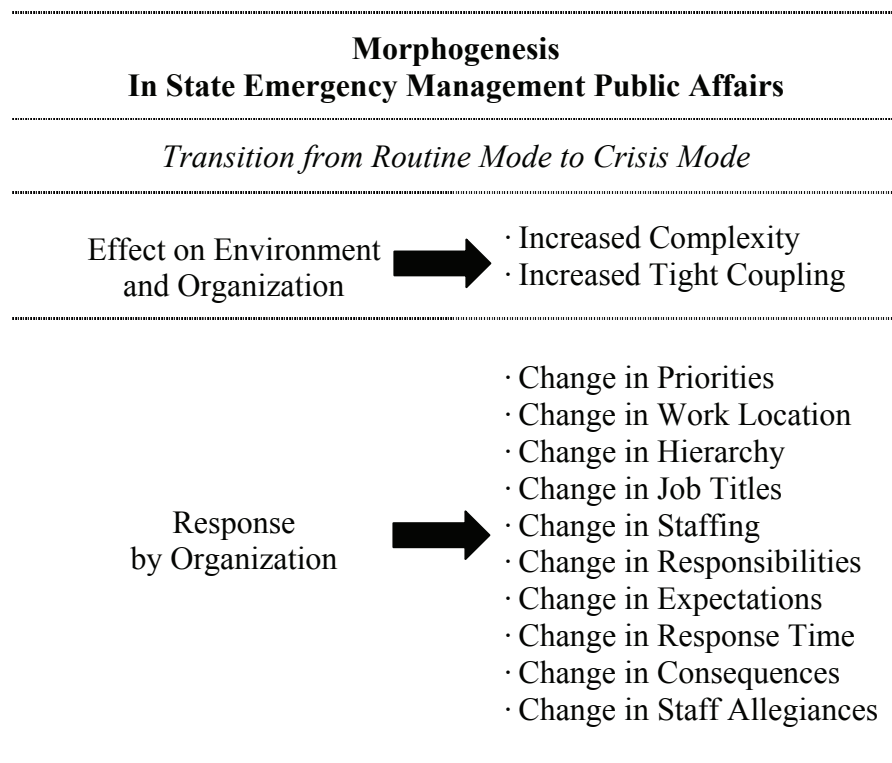 Morphogenesis
In State Emergency Management Public Affairs
Transition from Routine Mode to Crisis Mode
Effect on Environment
and Organization
· Increased Complexity
· Increased Tight Coupling
Response
by Organization
· Change in Priorities
· Change in Work Location
· Change in Hierarchy
· Change in Job Titles
· Change in Staffing
· Change in Responsibilities
· Change in Expectations
· Change in Response Time
· Change in Consequences
· Change in Staff Allegiances